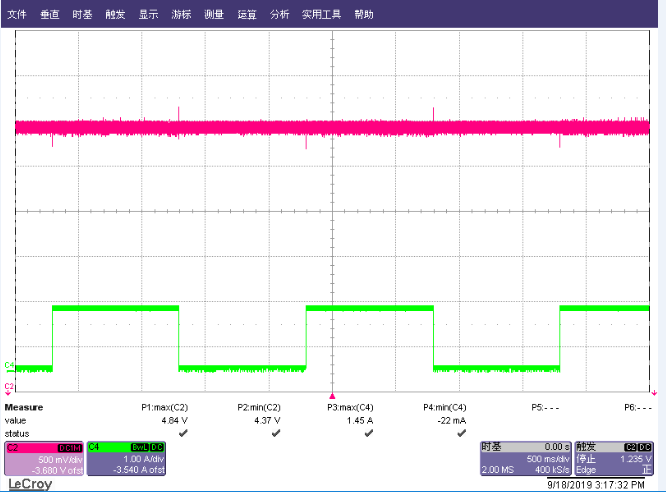 文件 垂直 时基 触发 显示 游标 测量 运算 分析 实用工具 帮助
C4
C2
Measure P1:max(C2) P2:min(C2) P3:max(C4) P4:min(C4) P5:--- P6:---
value 4.84 V 4.37 V 1.45 A -22 mA
status
C2 DC1M
500 mV/div
-3.680 V ofst
C4 BwL DC
1.00 A/div
-3.540 A ofst
时基 0.00 s
500 ms/div
2.00 MS 400 kS/s
触发 C2 DC
停止 1.235 V
Edge 正
LeCroy
9/18/2019 3:17:32 PM